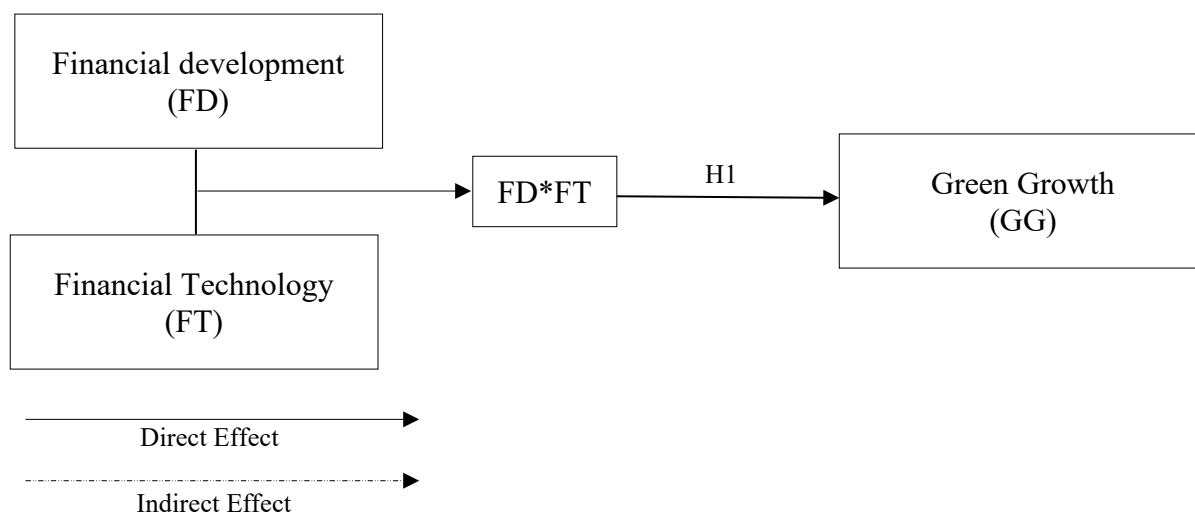 Financial development
(FD)
FD*FT
H1
Green Growth
(GG)
Financial Technology
(FT)
Direct Effect
Indirect Effect